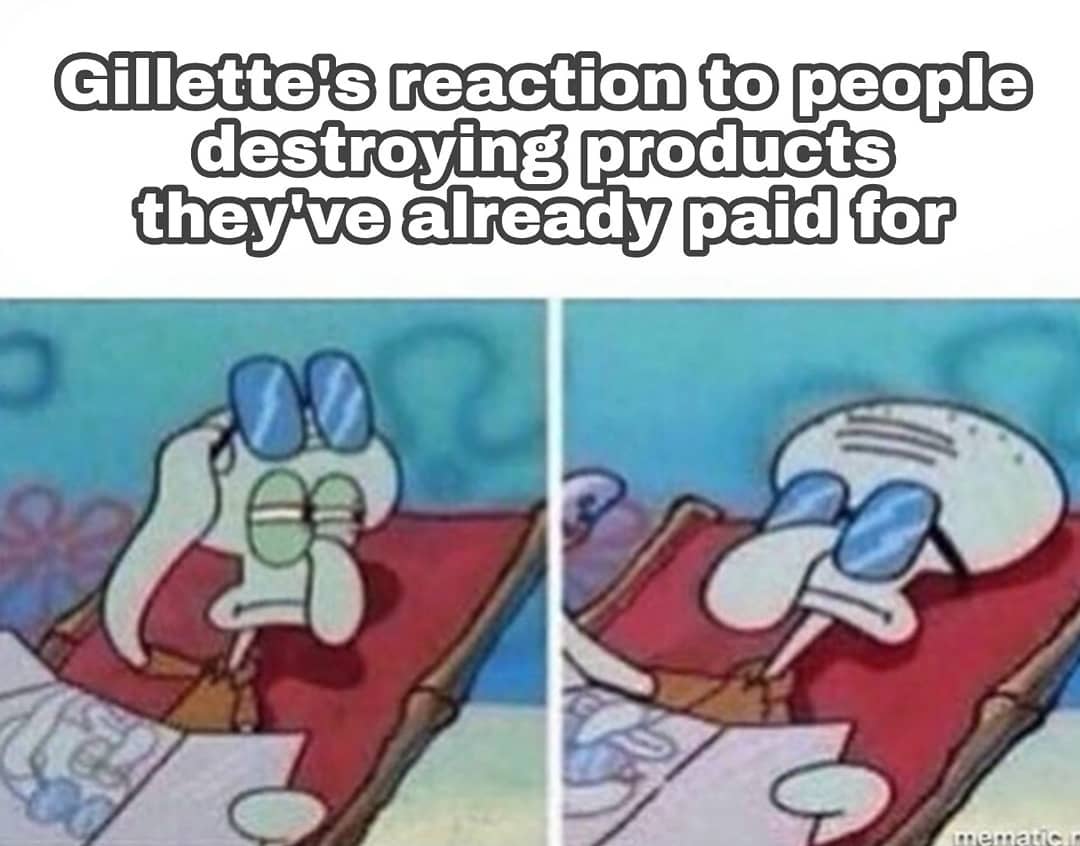 Gillette's reaction to people
destroying products
they've already paid for